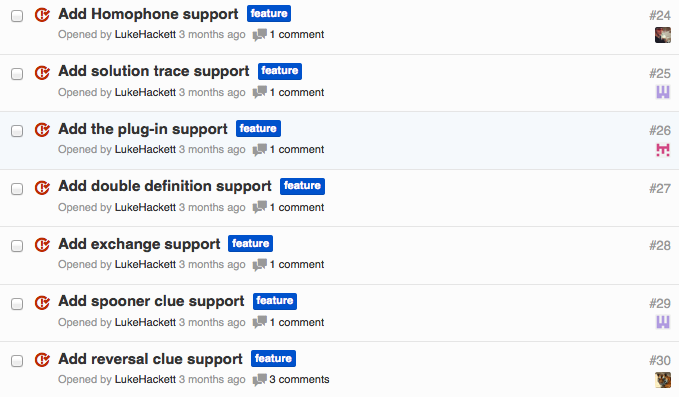 Add Homophone support feature #24
Opened by LukeHackett 3 months ago 1 comment
Add solution trace support feature #25
Opened by LukeHackett 3 months ago 1 comment
Add the plug-in support feature #26
Opened by LukeHackett 3 months ago 1 comment
Add double definition support feature #27
Opened by LukeHackett 3 months ago 1 comment
Add exchange support feature #28
Opened by LukeHackett 3 months ago 1 comment
Add spooner clue support feature #29
Opened by LukeHackett 3 months ago 1 comment
Add reversal clue support feature #30
Opened by LukeHackett 3 months ago 3 comments